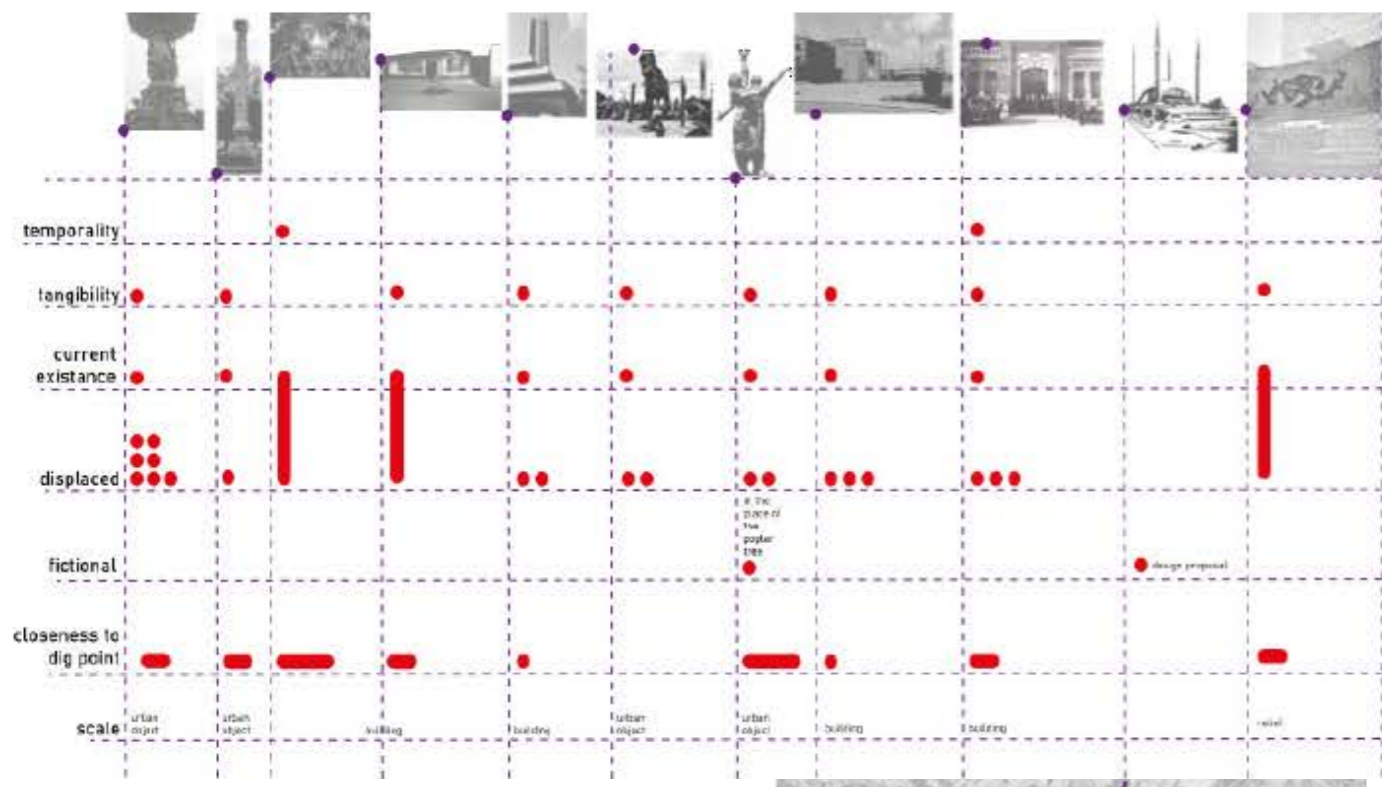 temporality
tangibility
current
existance
displaced
in the
place of
the
poplar
tree
fictional
design proposal
closeness to
dig point
scale
urban
object
urban
object
building
building
urban
object
urban
object
building
building
relief